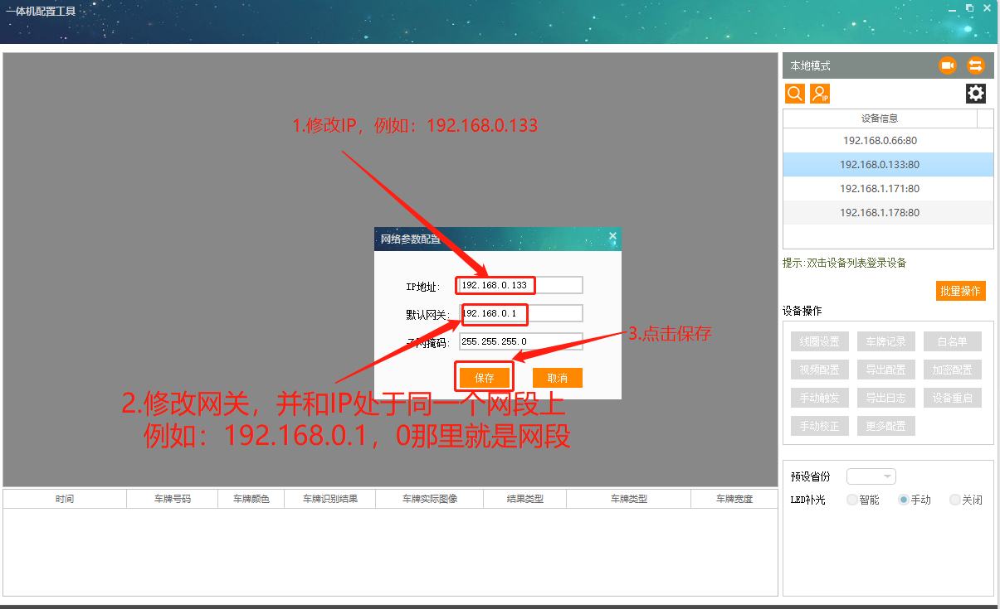 一体机配置工具
本地模式
1.修改IP，例如：192.168.0.133
IP
设备信息
192.168.0.66:80
192.168.0.133:80
192.168.1.171:80
192.168.1.178:80
网络参数配置
IP地址：
192.168.0.133
默认网关：
192.168.0.1
子网掩码：
255.255.255.0
保存
取消
3.点击保存
2.修改网关，并和IP处于同一个网段上
例如：192.168.0.1，0那里就是网段
提示:双击设备列表登录设备
批量操作
设备操作
线圈设置 车牌记录 白名单
视频配置 导出配置 加密配置
手动触发 导出日志 设备重启
手动校正 更多配置
预设省份
LED补光 智能 手动 关闭
时间 车牌号码 车牌颜色 车牌识别结果 车牌实际图像 结果类型 车牌类型 车牌宽度